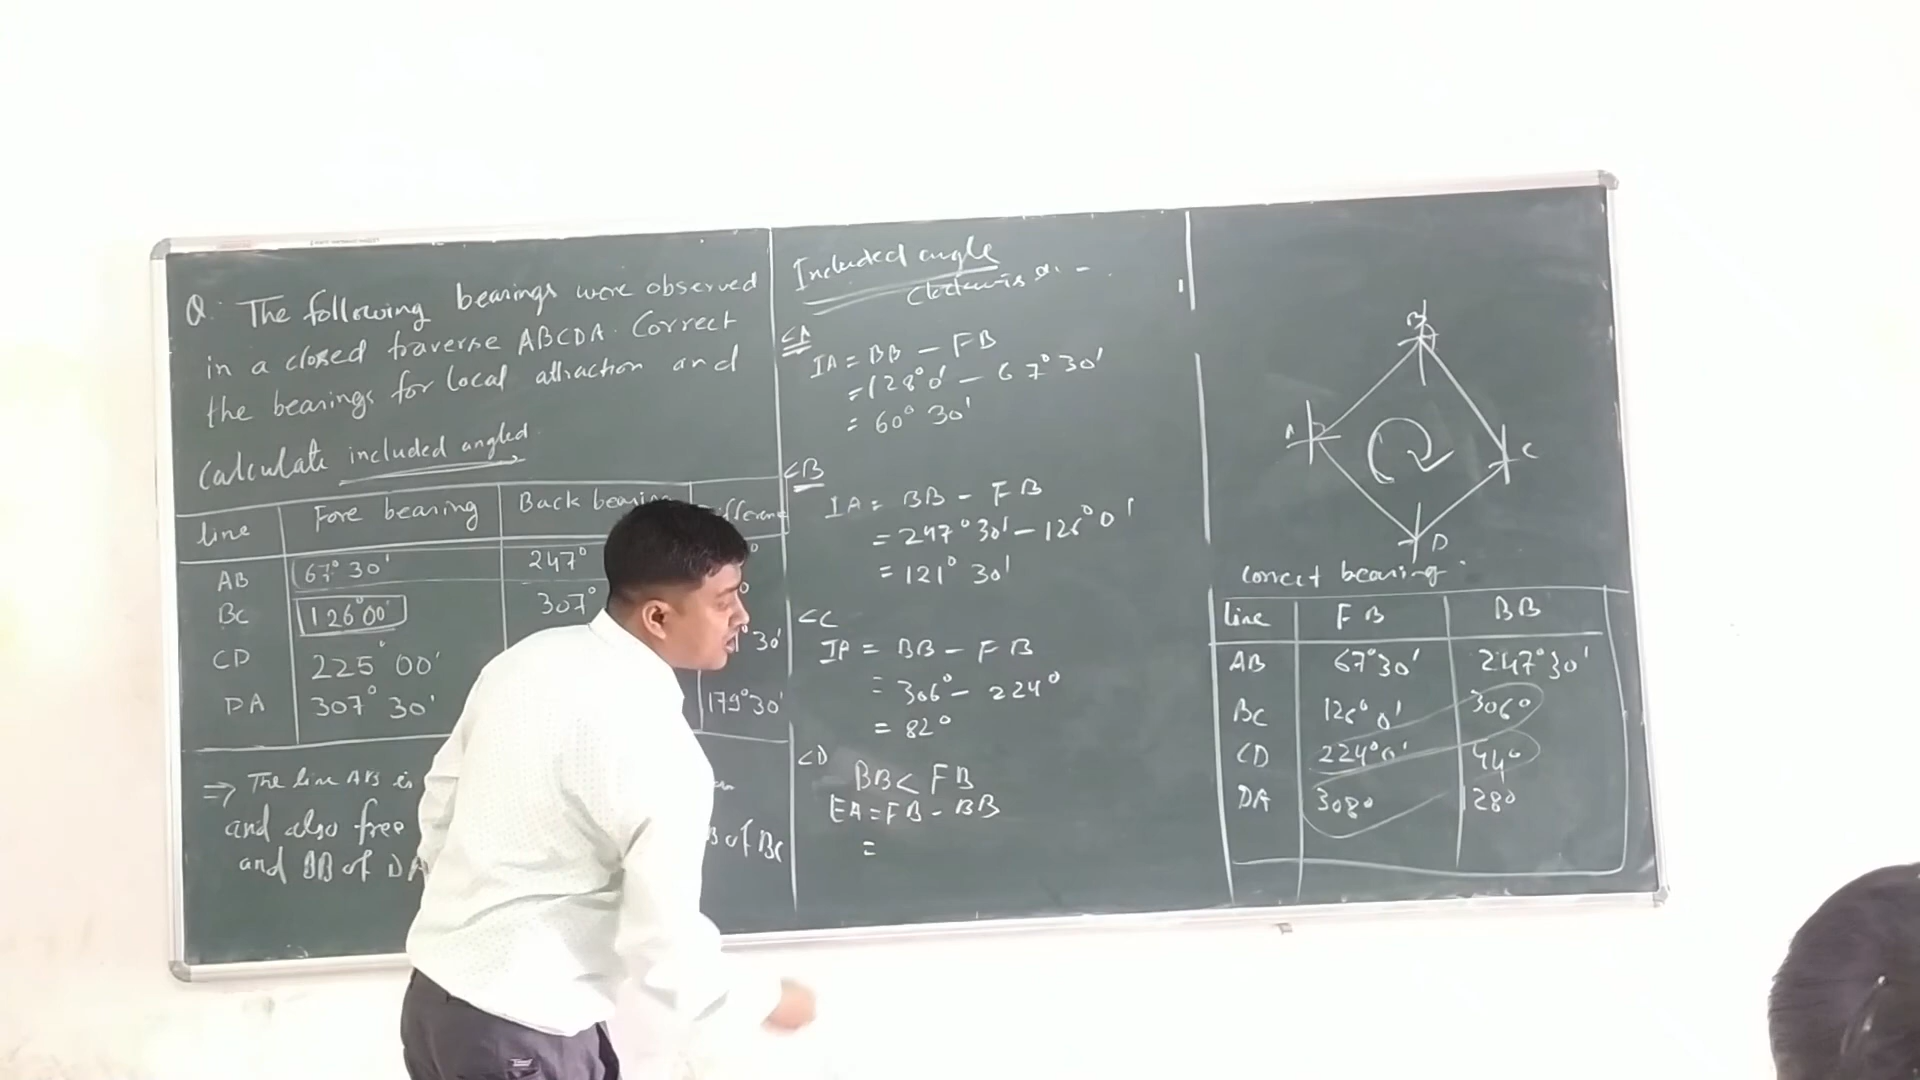 Q. The following bearings were observed
in a closed traverse ABCDA. Correct
the bearings for local attraction and
Calculate included angled
line Fore bearing Back
AB 67° 30' 247°
BC 126° 00' 307°
CD 225° 00' 30'
DA 307° 30' 179° 30'
⇒ The line AB is
and also free of BC
and BB of DA
Included angle
∠A
IA = BB - FB
= 128° 0' - 67° 30'
= 60° 30'
∠B
IA = BB - FB
= 247° 30' - 126° 0'
= 121° 30'
∠C
IA = BB - FB
= 306° - 224°
= 82°
∠D
BB < FB
EA = FB - BB
=
B
A
C
D
correct bearing.
line FB BB
AB 67° 30' 247° 30'
BC 126° 0' 306°
CD 224° 0' 44°
DA 308° 128°